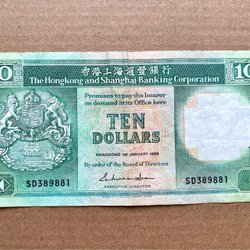 10 香港上海滙豐銀行 10
The Hongkong and Shanghai Banking Corporation
Promises to pay the bearer
on demand at its Office here
TEN
DOLLARS
HONGKONG 1ST JANUARY
By order of the Board of Directors
SD389881 SD389881
EXECUTIVE DIRECTOR